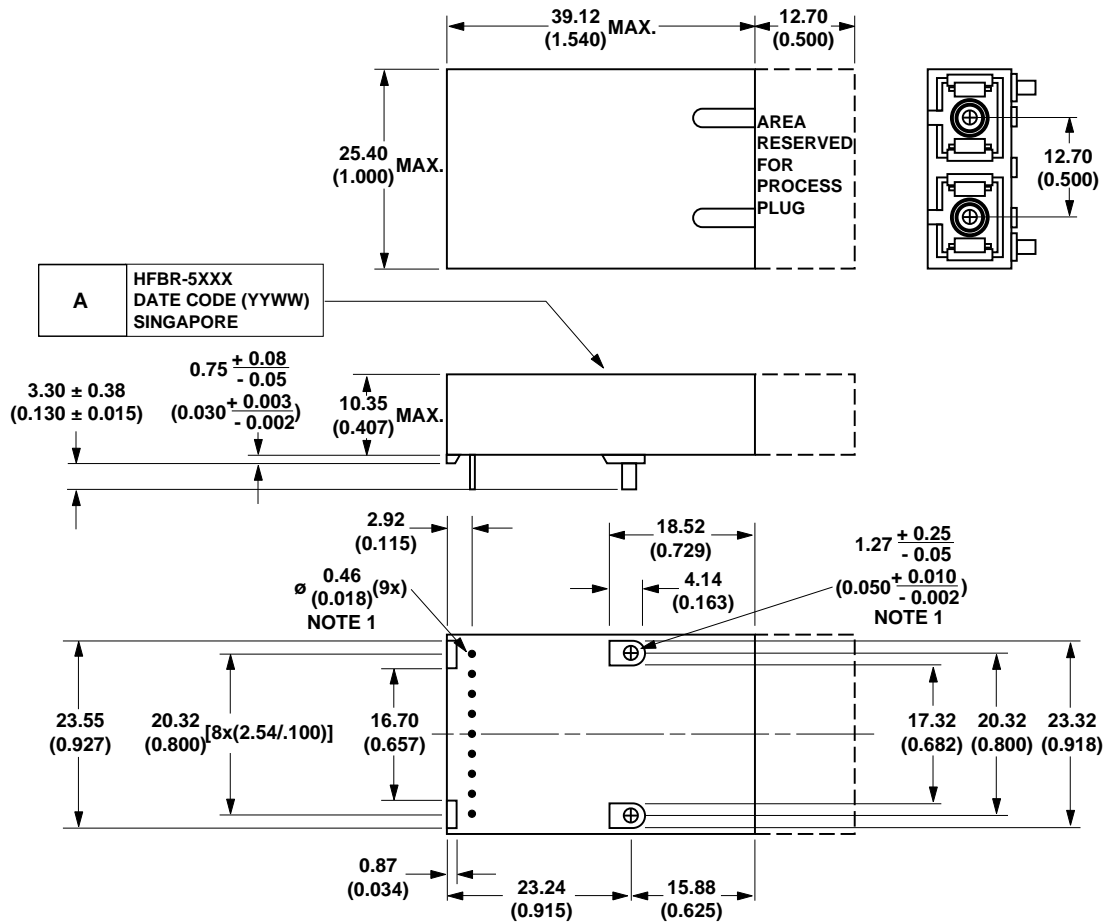 39.12
(1.540)
MAX.
12.70
(0.500)
25.40
(1.000)
MAX.
AREA
RESERVED
FOR
PROCESS
PLUG
12.70
(0.500)
A
HFBR-5XXX
DATE CODE (YYWW)
SINGAPORE
3.30 ± 0.38
(0.130 ± 0.015)
0.75 + 0.08
- 0.05
(0.030 + 0.003
- 0.002)
10.35
(0.407)
MAX.
2.92
(0.115)
18.52
(0.729)
4.14
(0.163)
1.27 + 0.25
- 0.05
(0.050 + 0.010
- 0.002)
NOTE 1
ø 0.46
(0.018) (9x)
NOTE 1
23.55
(0.927)
20.32
(0.800)
[8x(2.54/.100)]
16.70
(0.657)
17.32
(0.682)
20.32
(0.800)
23.32
(0.918)
0.87
(0.034)
23.24
(0.915)
15.88
(0.625)